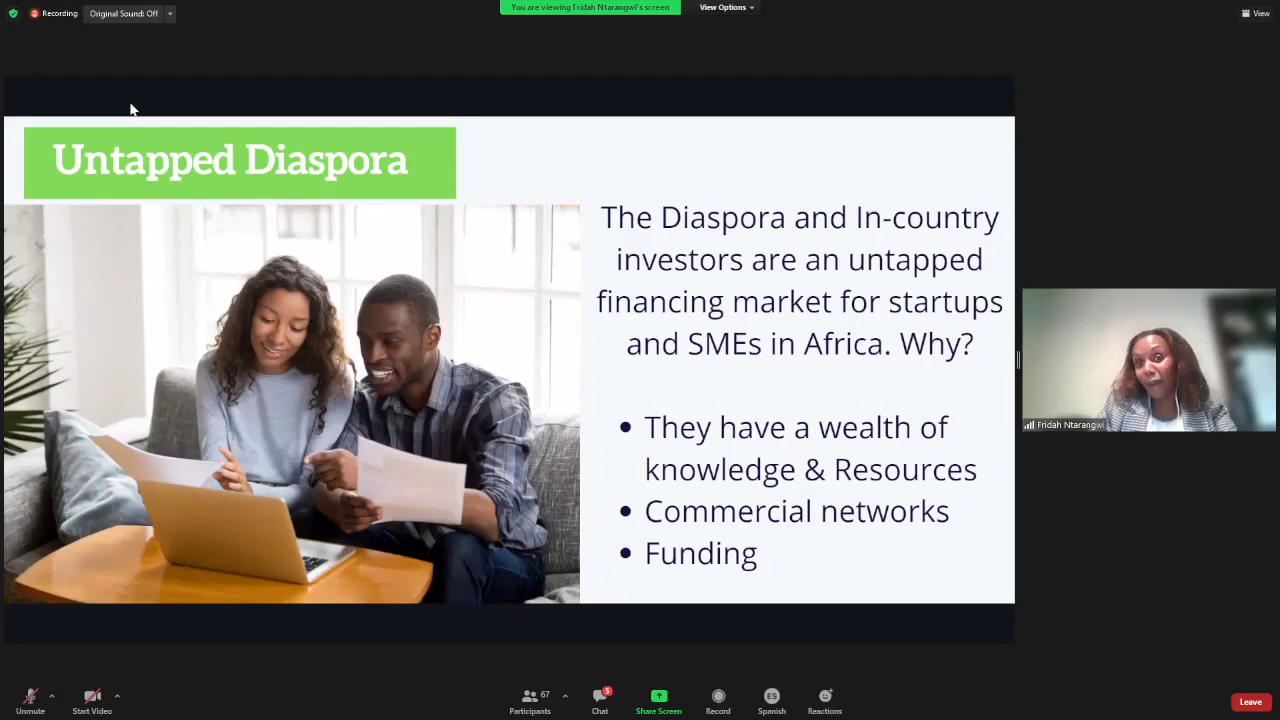 Recording
Original Sound: Off
You are viewing Fridah Ntarangwi's screen
View Options
View
Untapped Diaspora
The Diaspora and In-country
investors are an untapped
financing market for startups
and SMEs in Africa. Why?
• They have a wealth of
knowledge & Resources
• Commercial networks
• Funding
Fridah Ntarangwi
Unmute
Start Video
67
Participants
5
Chat
Share Screen
Record
ES
Spanish
Reactions
Leave